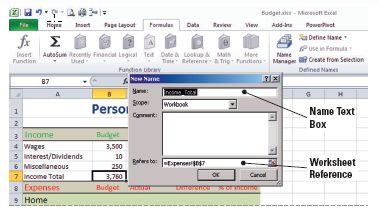 Budget.xlsx - Microsoft Excel
File Home Insert Page Layout Formulas Data Review View Add-Ins PowerPivot
Insert Function AutoSum Recently Used Financial Logical Text Date & Time Lookup & Reference Math & Trig More Functions Name Manager
Define Name
Use in Formula
Create from Selection
Function Library Defined Names
B7
New Name
Name: Income_Total
Scope: Workbook
Comment:
Refers to: =Expenses!$B$7
OK Cancel
Name Text Box
Worksheet Reference
A B G H I
1 Perso
2
3 Income Budget
4 Wages 3,500
5 Interest/Dividends 10
6 Miscellaneous 250
7 Income Total 3,760
8 Expenses Budget Actual Difference % of Income
9 Home